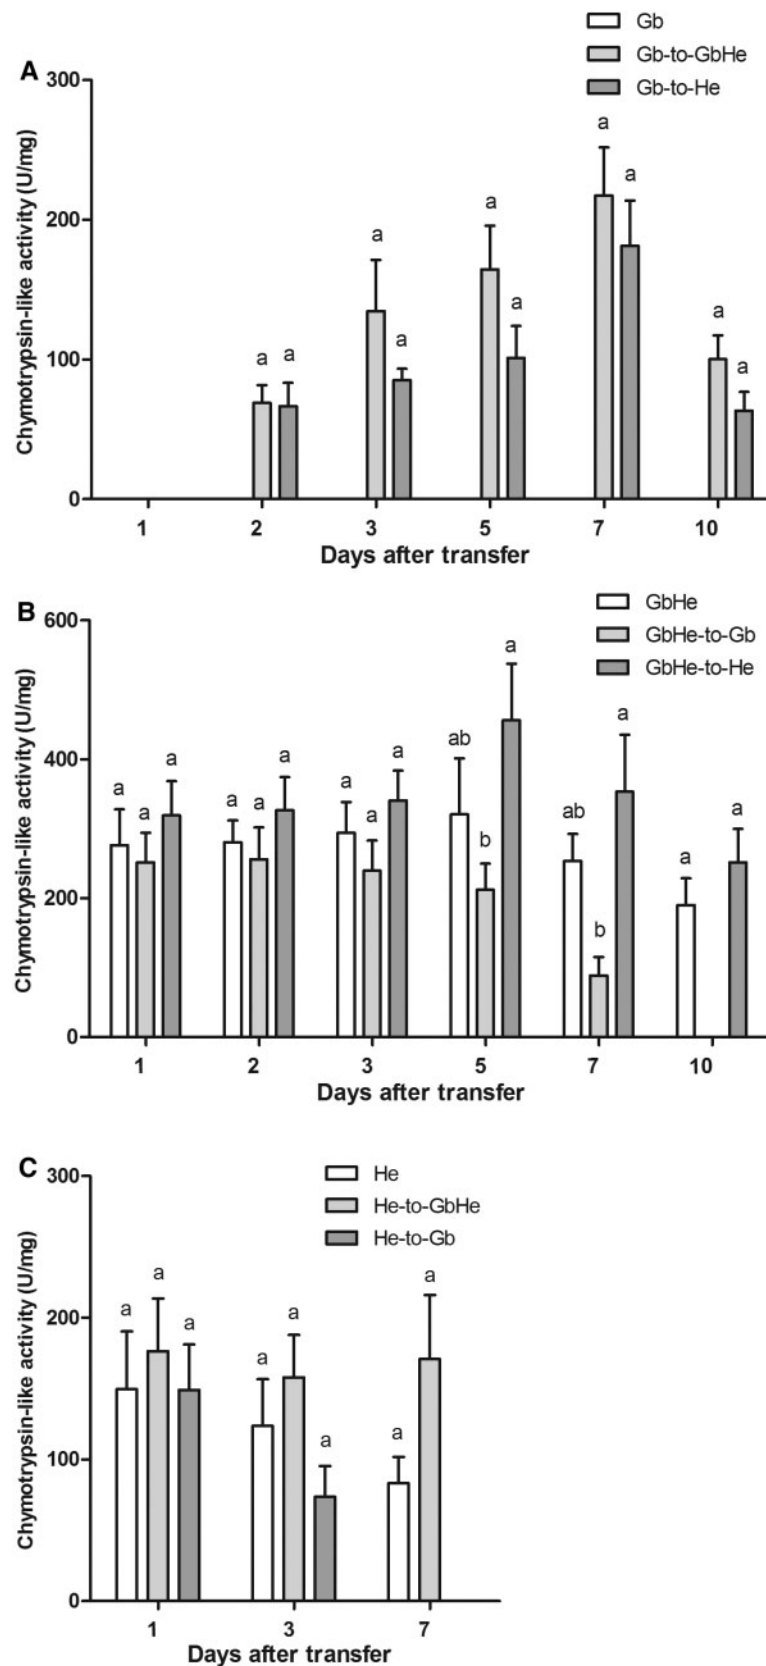 Gb
Gb-to-GbHe
Gb-to-He
A
300
200
100
0
Chymotrypsin-like activity (U/mg)
a a a a a a a a a a
1 2 3 5 7 10
Days after transfer
B
GbHe
GbHe-to-Gb
GbHe-to-He
600
400
200
0
Chymotrypsin-like activity (U/mg)
a a a a a a a a a ab b a ab b a a a
1 2 3 5 7 10
Days after transfer
C
He
He-to-GbHe
He-to-Gb
300
200
100
0
Chymotrypsin-like activity (U/mg)
a a a a a a a a
1 3 7
Days after transfer